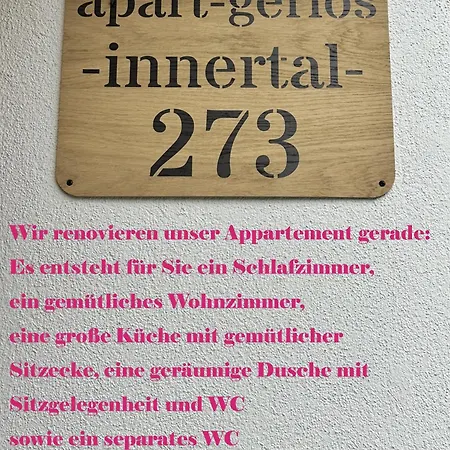 apart-gerlos
-innertal-
273
Wir renovieren unser Appartement gerade:
Es entsteht für Sie ein Schlafzimmer,
ein gemütliches Wohnzimmer,
eine große Küche mit gemütlicher
Sitzecke, eine geräumige Dusche mit
Sitzgelegenheit und WC
sowie ein separates WC